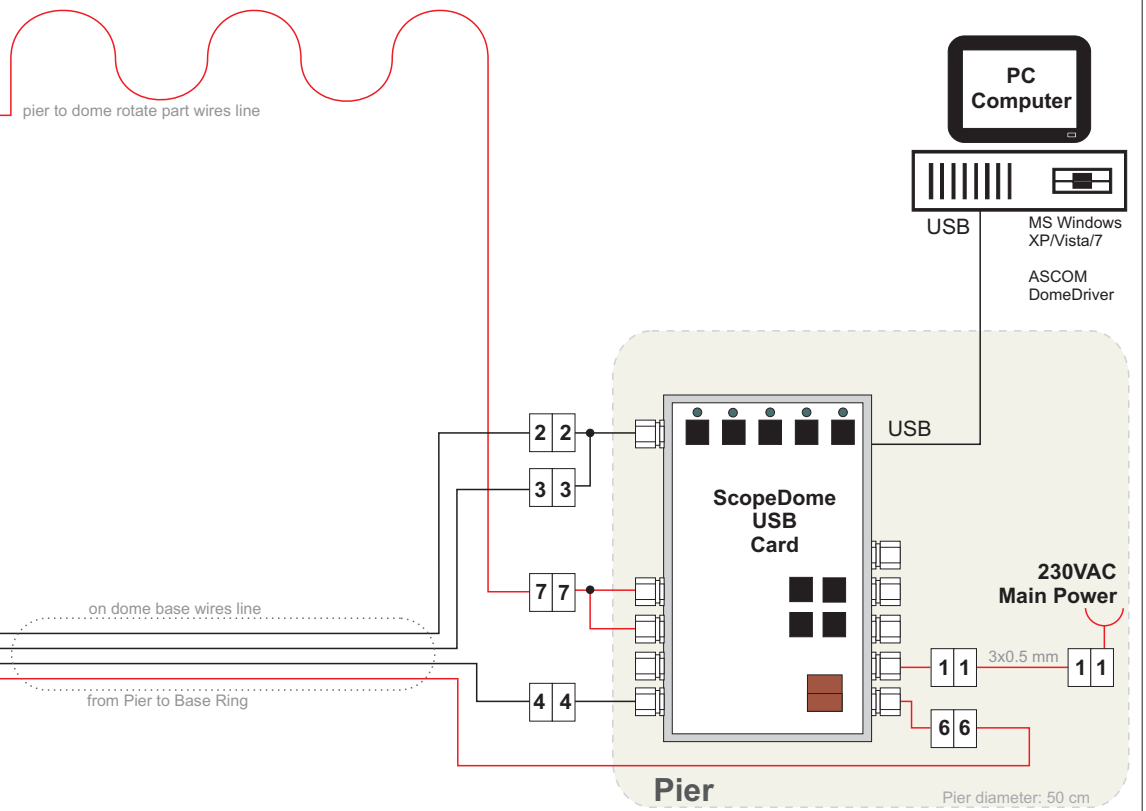 pier to dome rotate part wires line
PC
Computer
USB
MS Windows
XP/Vista/7
ASCOM
DomeDriver
2 2
USB
3 3
ScopeDome
USB
Card
7 7
230VAC
Main Power
on dome base wires line
1 1
3x0.5 mm
1 1
4 4
from Pier to Base Ring
6 6
Pier
Pier diameter: 50 cm